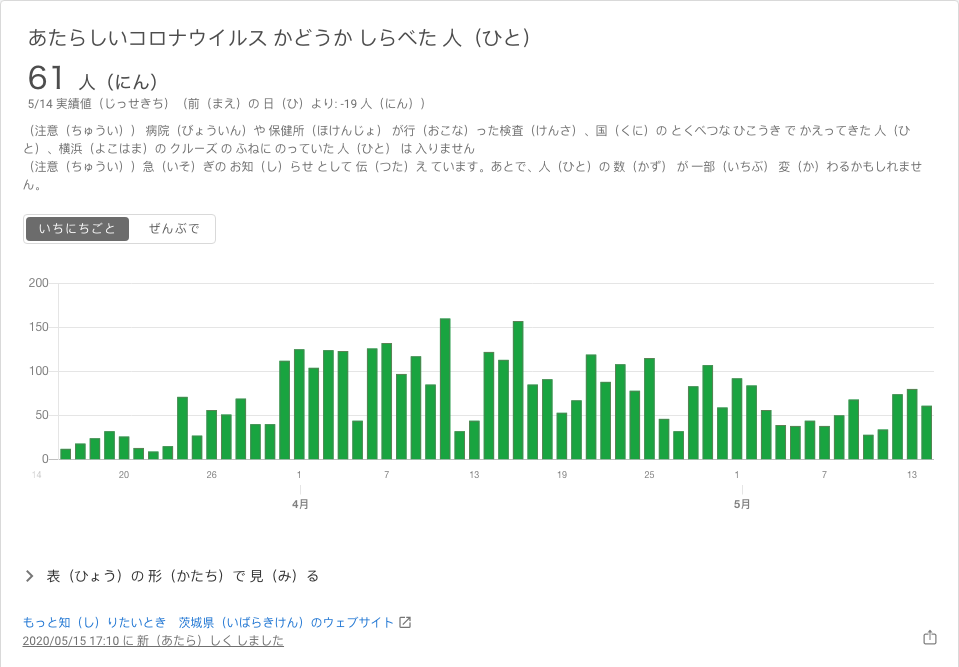 あたらしいコロナウイルス かどうか しらべた 人（ひと）
61 人（にん）
5/14 実績値（じっせきち）（前（まえ）の 日（ひ）より: -19 人（にん））
（注意（ちゅうい）） 病院（びょういん）や 保健所（ほけんじょ） が行（おこな）った検査（けんさ）、国（くに）の とくべつな ひこうき で かえってきた 人（ひ
と）、横浜（よこはま）の クルーズ の ふねに のっていた 人（ひと） は 入りません
（注意（ちゅうい））急（いそ）ぎの お知（し）らせ として 伝（つた）え ています。あとで、人（ひと）の 数（かず） が 一部（いちぶ） 変（か）わるかもしれませ
ん。
いちにちごと ぜんぶで
200
150
100
50
0
14 20 26 1 7 13 19 25 1 7 13
4月 5月
表（ひょう）の 形（かたち）で 見（み）る
もっと知（し）りたいとき　茨城県（いばらきけん）のウェブサイト
2020/05/15 17:10 に 新（あたら）しく しました